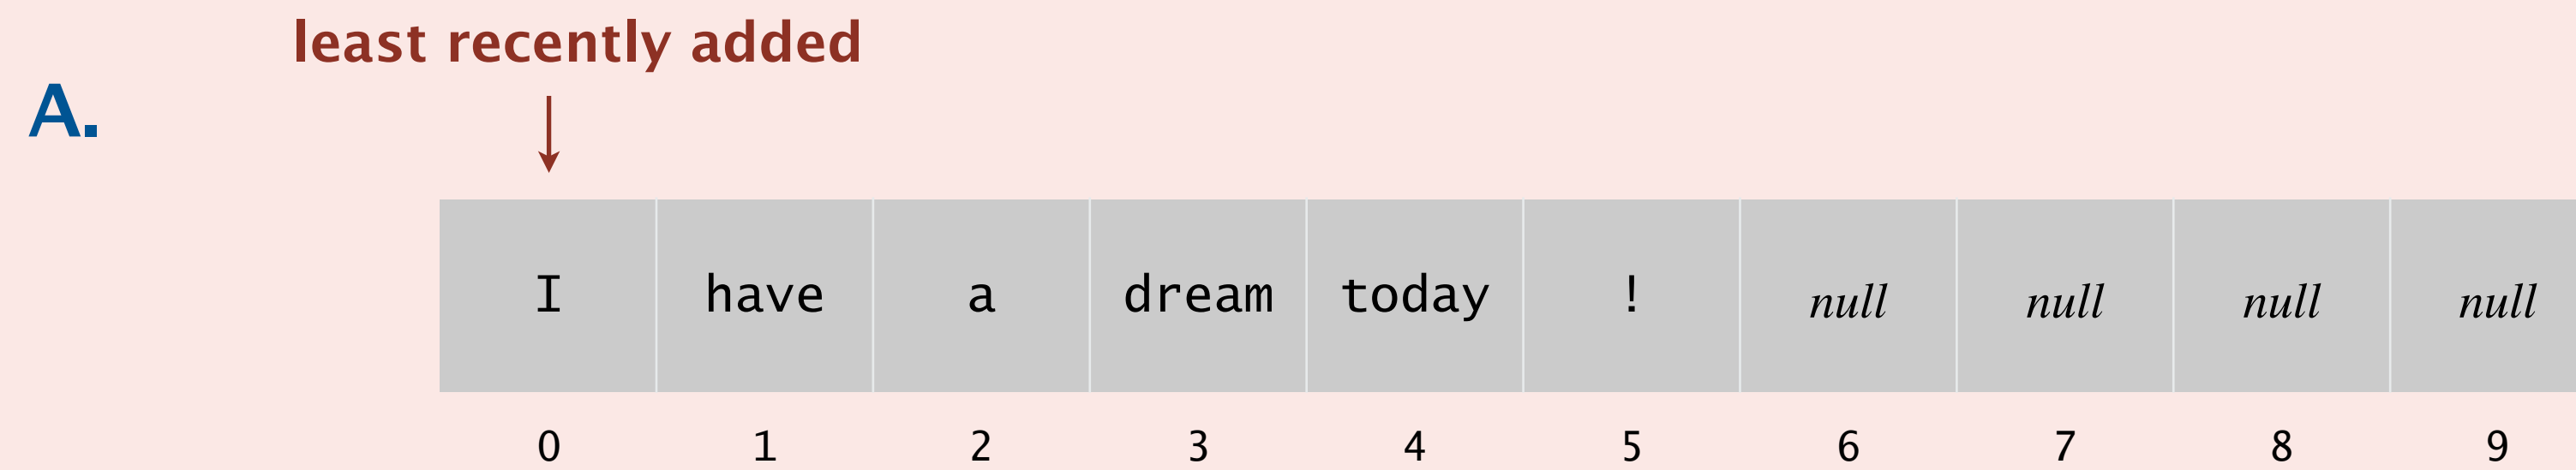 least recently added
A.
I have a dream today ! null null null null
0 1 2 3 4 5 6 7 8 9